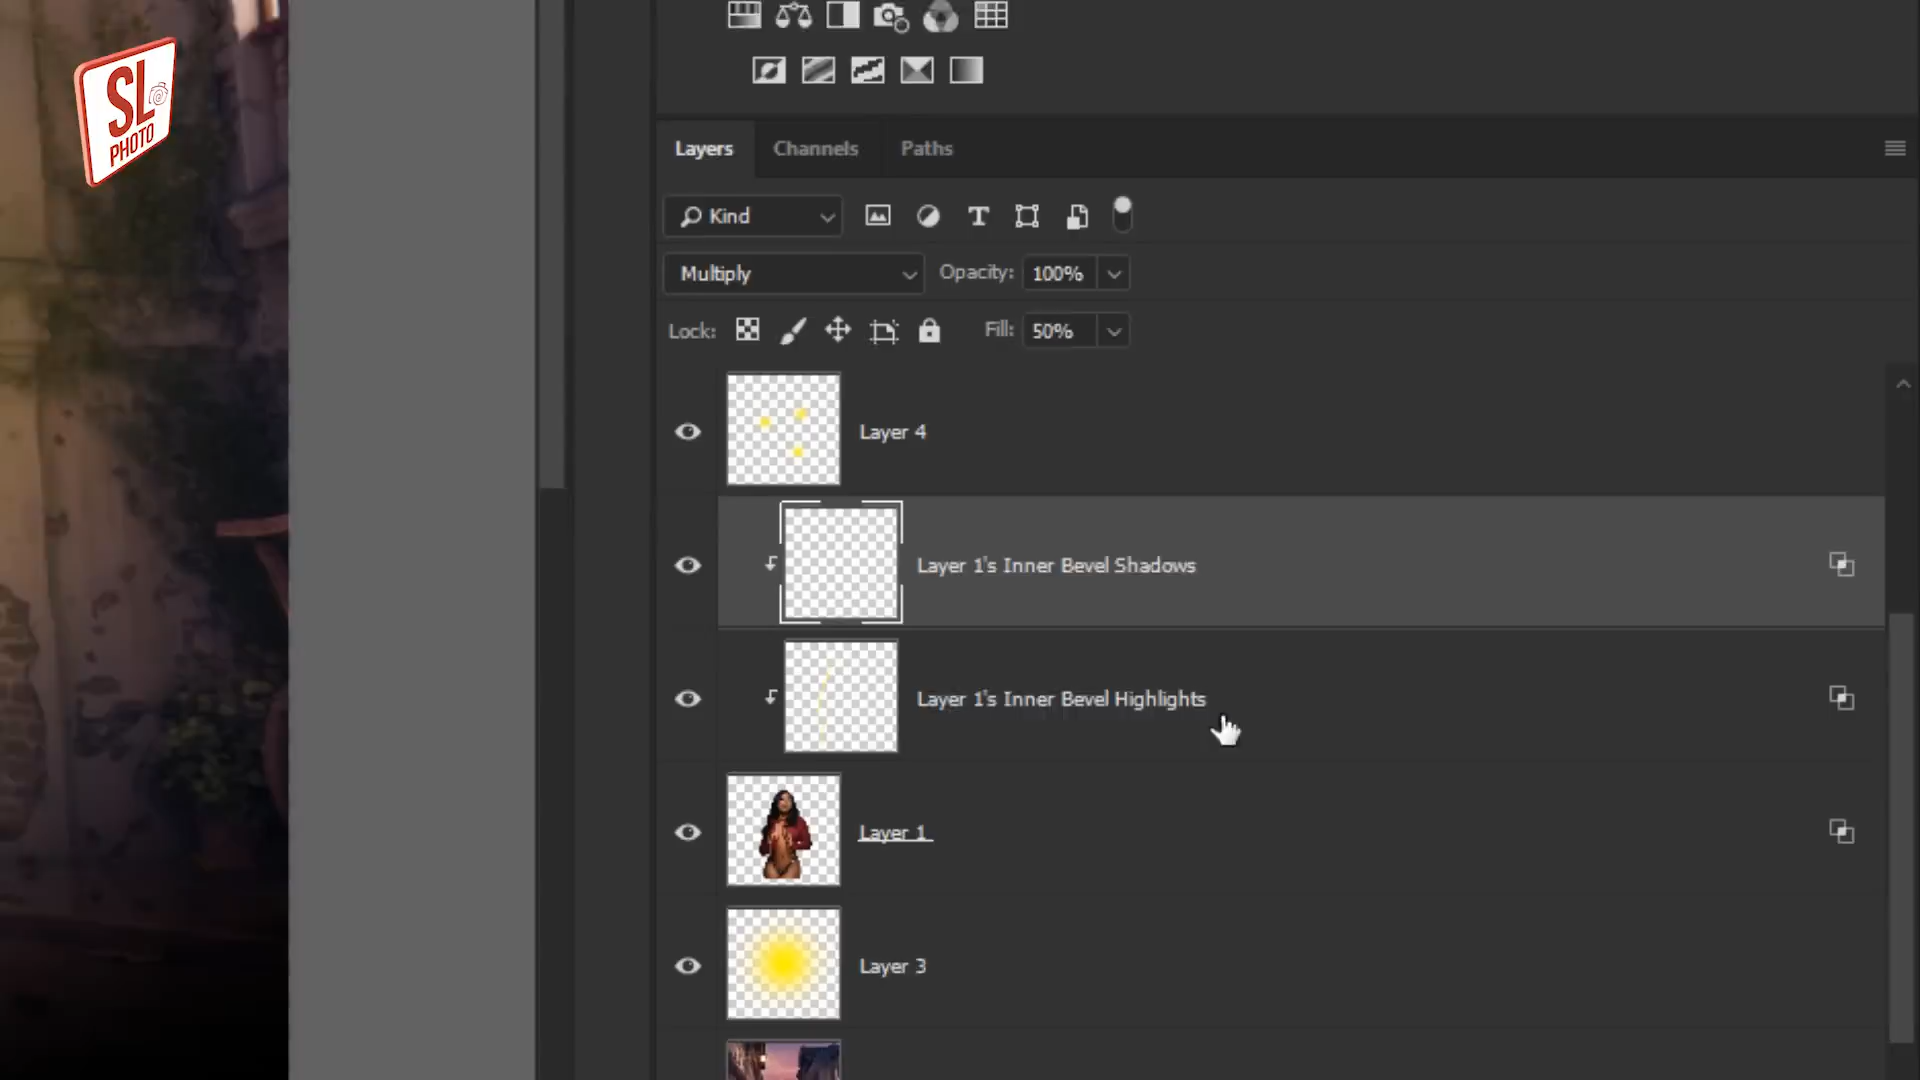 SL
PHOTO
Layers Channels Paths
Kind
Multiply Opacity: 100%
Lock: Fill: 50%
Layer 4
Layer 1's Inner Bevel Shadows
Layer 1's Inner Bevel Highlights
Layer 1
Layer 3